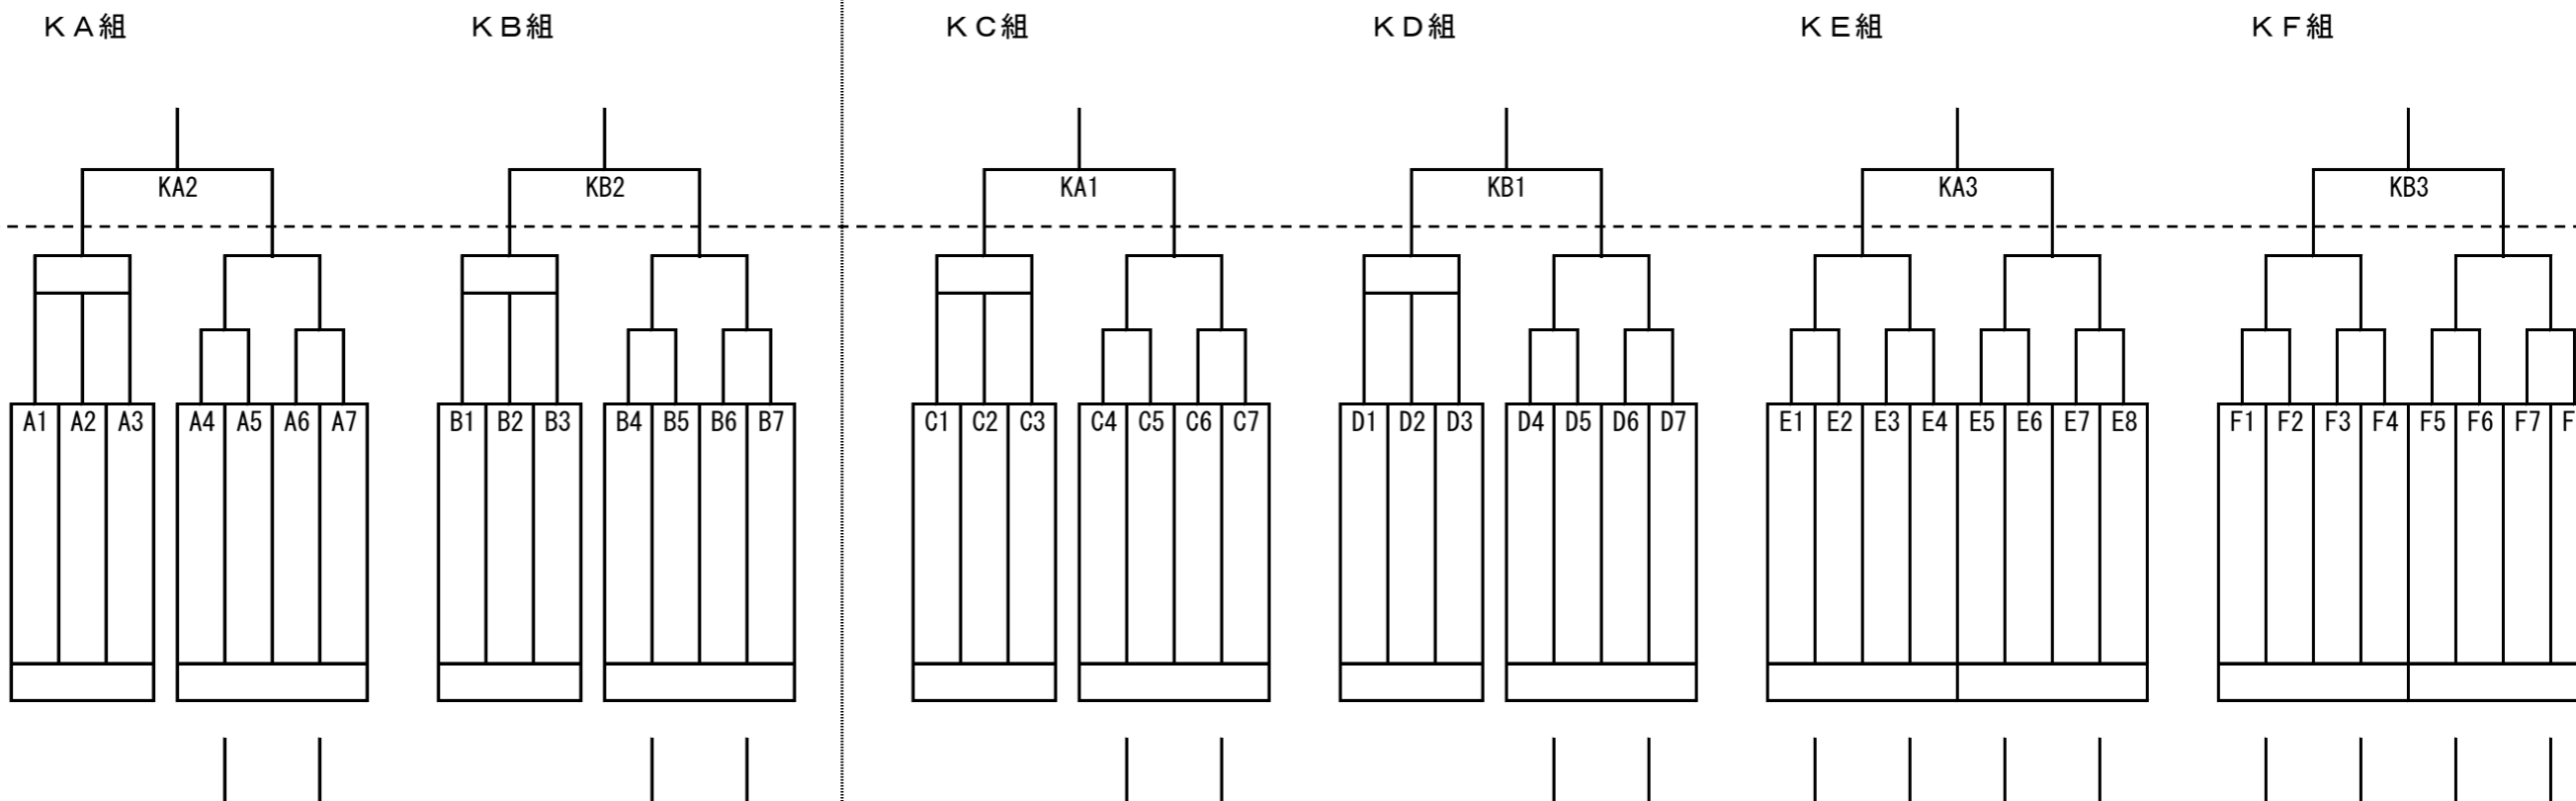 ＫＡ組 ＫＢ組 ＫＣ組 ＫＤ組 ＫＥ組 ＫＦ組
KA2 KB2 KA1 KB1 KA3 KB3
A1 A2 A3 A4 A5 A6 A7 B1 B2 B3 B4 B5 B6 B7 C1 C2 C3 C4 C5 C6 C7 D1 D2 D3 D4 D5 D6 D7 E1 E2 E3 E4 E5 E6 E7 E8 F1 F2 F3 F4 F5 F6 F7